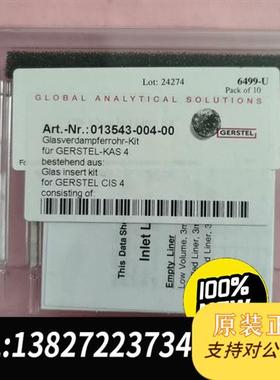 Lot: 24274
6499-U
Pack of 10
GLOBAL ANALYTICAL SOLUTIONS
GERSTEL
Art.-Nr.: 013543-004-00
Glasverdampferrohr-Kit
für GERSTEL-KAS 4
bestehend aus:
Glas insert kit
for GERSTEL CIS 4
consisting of:
This Data Sh
Inlet L
Empty Liner
Low Volume, 3m
100%
NEW
原装正
支持对公
:13827223734